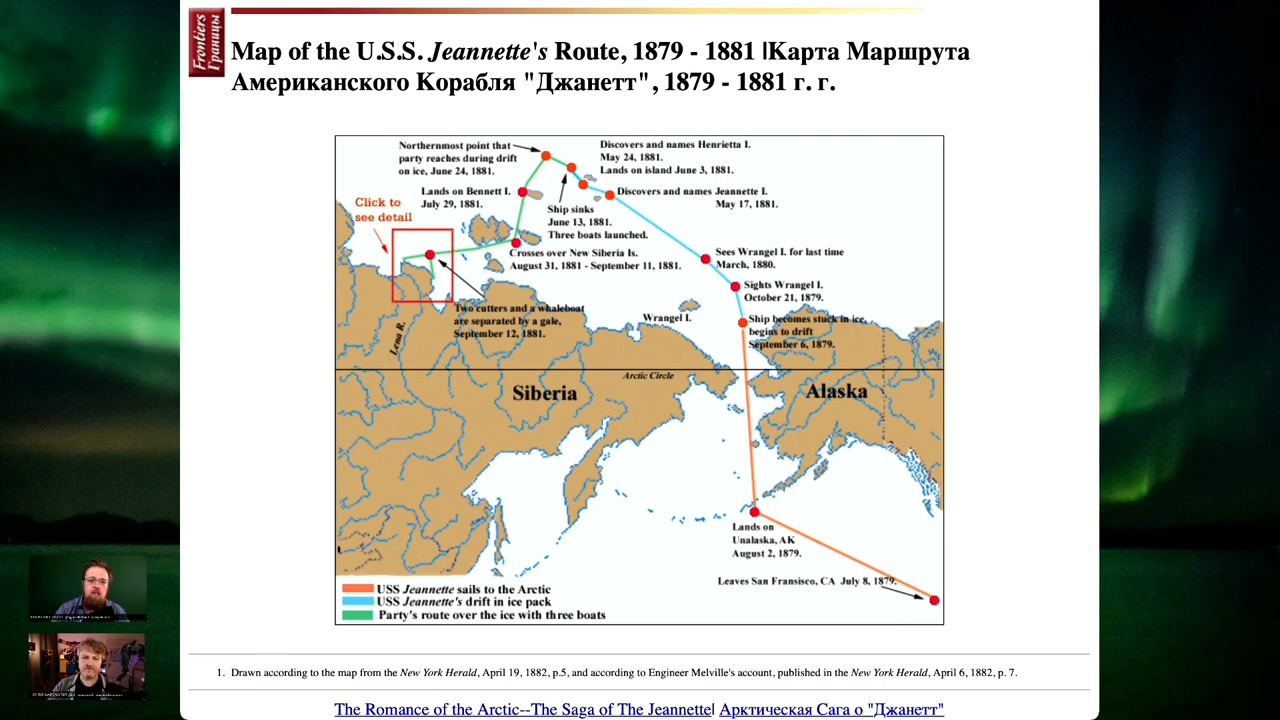 Frontiers
Границы
Map of the U.S.S. Jeannette's Route, 1879 - 1881 |Карта Маршрута
Американского Корабля "Джанетт", 1879 - 1881 г. г.
Northernmost point that
party reaches during drift
on ice, June 24, 1881.
Discovers and names Henrietta I.
May 24, 1881.
Lands on island June 3, 1881.
Lands on Bennett I.
July 29, 1881.
Discovers and names Jeannette I.
May 17, 1881.
Click to
see detail
Ship sinks
June 13, 1881.
Three boats launched.
Crosses over New Siberia Is.
August 31, 1881 - September 11, 1881.
Sees Wrangel I. for last time
March, 1880.
Sights Wrangel I.
October 21, 1879.
Two cutters and a whaleboat
are separated by a gale,
September 12, 1881.
Wrangel I.
Ship becomes stuck in ice,
begins to drift
September 6, 1879.
Lena R.
Arctic Circle
Siberia
Alaska
Lands on
Unalaska, AK
August 2, 1879.
Leaves San Fransisco, CA July 8, 1879.
USS Jeannette sails to the Arctic
USS Jeannette's drift in ice pack
Party's route over the ice with three boats
1. Drawn according to the map from the New York Herald, April 19, 1882, p.5, and according to Engineer Melville's account, published in the New York Herald, April 6, 1882, p. 7.
The Romance of the Arctic--The Saga of The Jeannette| Арктическая Сага о "Джанетт"